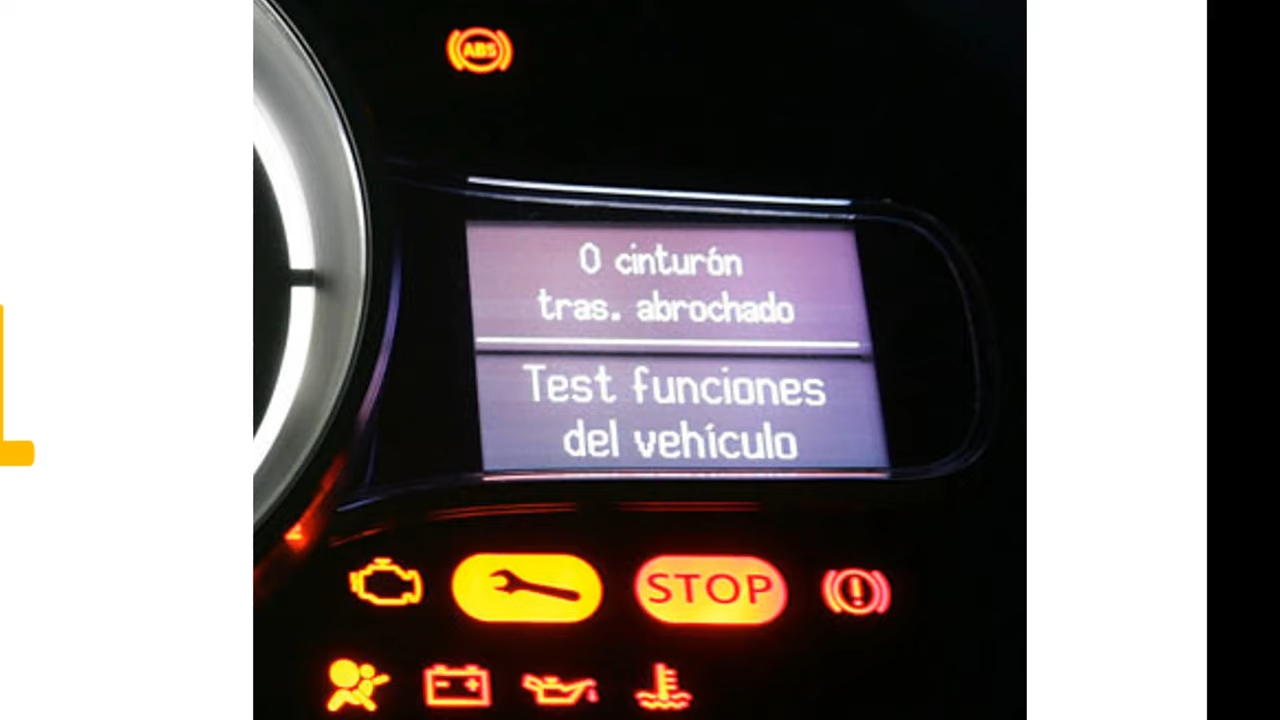 ABS
0 cinturón
tras. abrochado
Test funciones
del vehículo
STOP